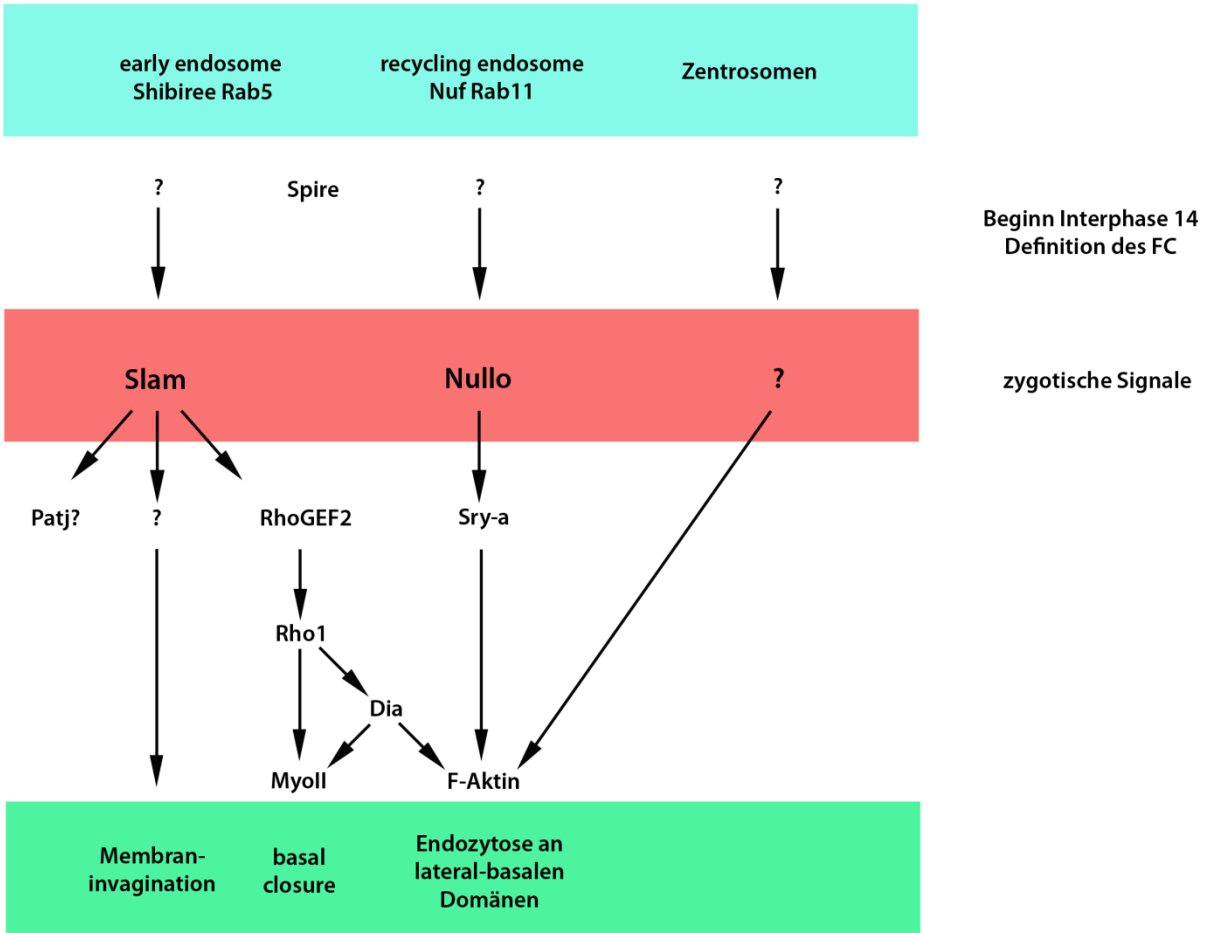 early endosome
Shibiree Rab5
recycling endosome
Nuf Rab11
Zentrosomen
?
Spire
?
?
Beginn Interphase 14
Definition des FC
Slam
Nullo
?
zygotische Signale
Patj?
?
RhoGEF2
Sry-a
Rho1
Dia
MyoII
F-Aktin
Membran-
invagination
basal
closure
Endozytose an
lateral-basalen
Domänen